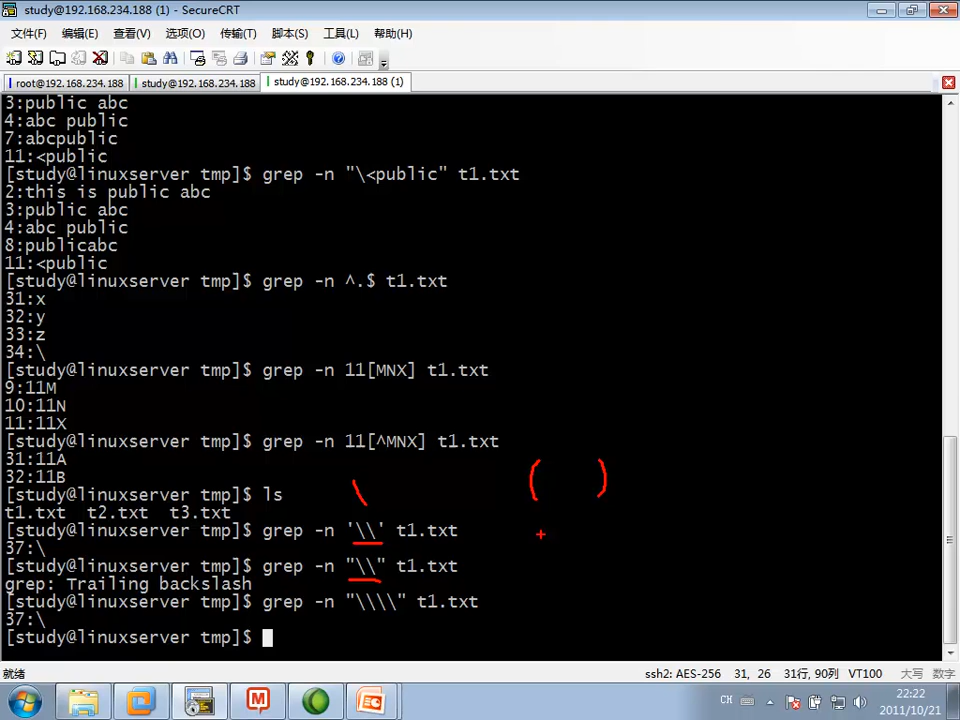 study@192.168.234.188 (1) - SecureCRT
文件(F) 编辑(E) 查看(V) 选项(O) 传输(T) 脚本(S) 工具(L) 帮助(H)
root@192.168.234.188 study@192.168.234.188 study@192.168.234.188 (1)
3:public abc
4:abc public
7:abcpublic
11:<public
[study@linuxserver tmp]$ grep -n "\<public" t1.txt
2:this is public abc
3:public abc
4:abc public
8:publicabc
11:<public
[study@linuxserver tmp]$ grep -n ^.$ t1.txt
31:x
32:y
33:z
34:\
[study@linuxserver tmp]$ grep -n 11[MNX] t1.txt
9:11M
10:11N
11:11X
[study@linuxserver tmp]$ grep -n 11[^MNX] t1.txt
31:11A
32:11B
[study@linuxserver tmp]$ ls
\ ( )
t1.txt t2.txt t3.txt
[study@linuxserver tmp]$ grep -n '\\' t1.txt
37:\
[study@linuxserver tmp]$ grep -n "\\" t1.txt
grep: Trailing backslash
[study@linuxserver tmp]$ grep -n "\\\\" t1.txt
37:\
[study@linuxserver tmp]$
就绪 ssh2: AES-256 31, 26 31行, 90列 VT100 大写 数字
CH 22:22
2011/10/21